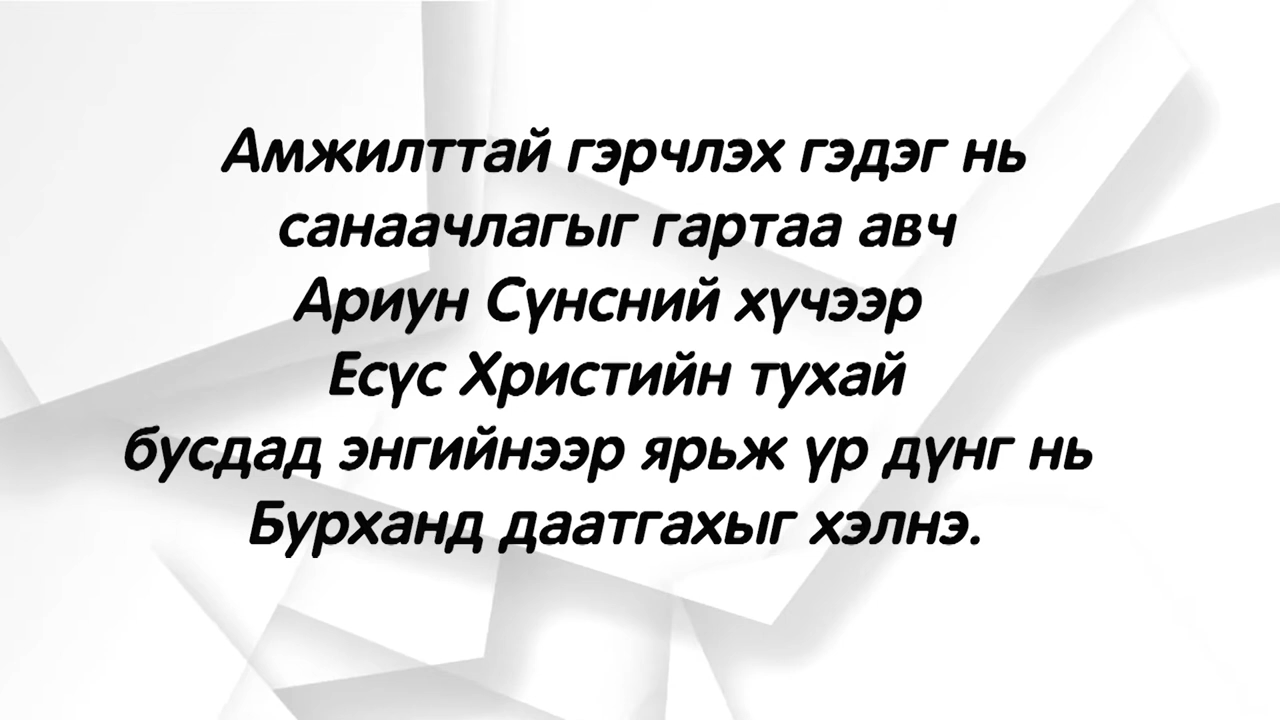 Амжилттай гэрчлэх гэдэг нь
санаачлагыг гартаа авч
Ариун Сүнсний хүчээр
Есүс Христийн тухай
бусдад энгийнээр ярьж үр дүнг нь
Бурханд даатгахыг хэлнэ.